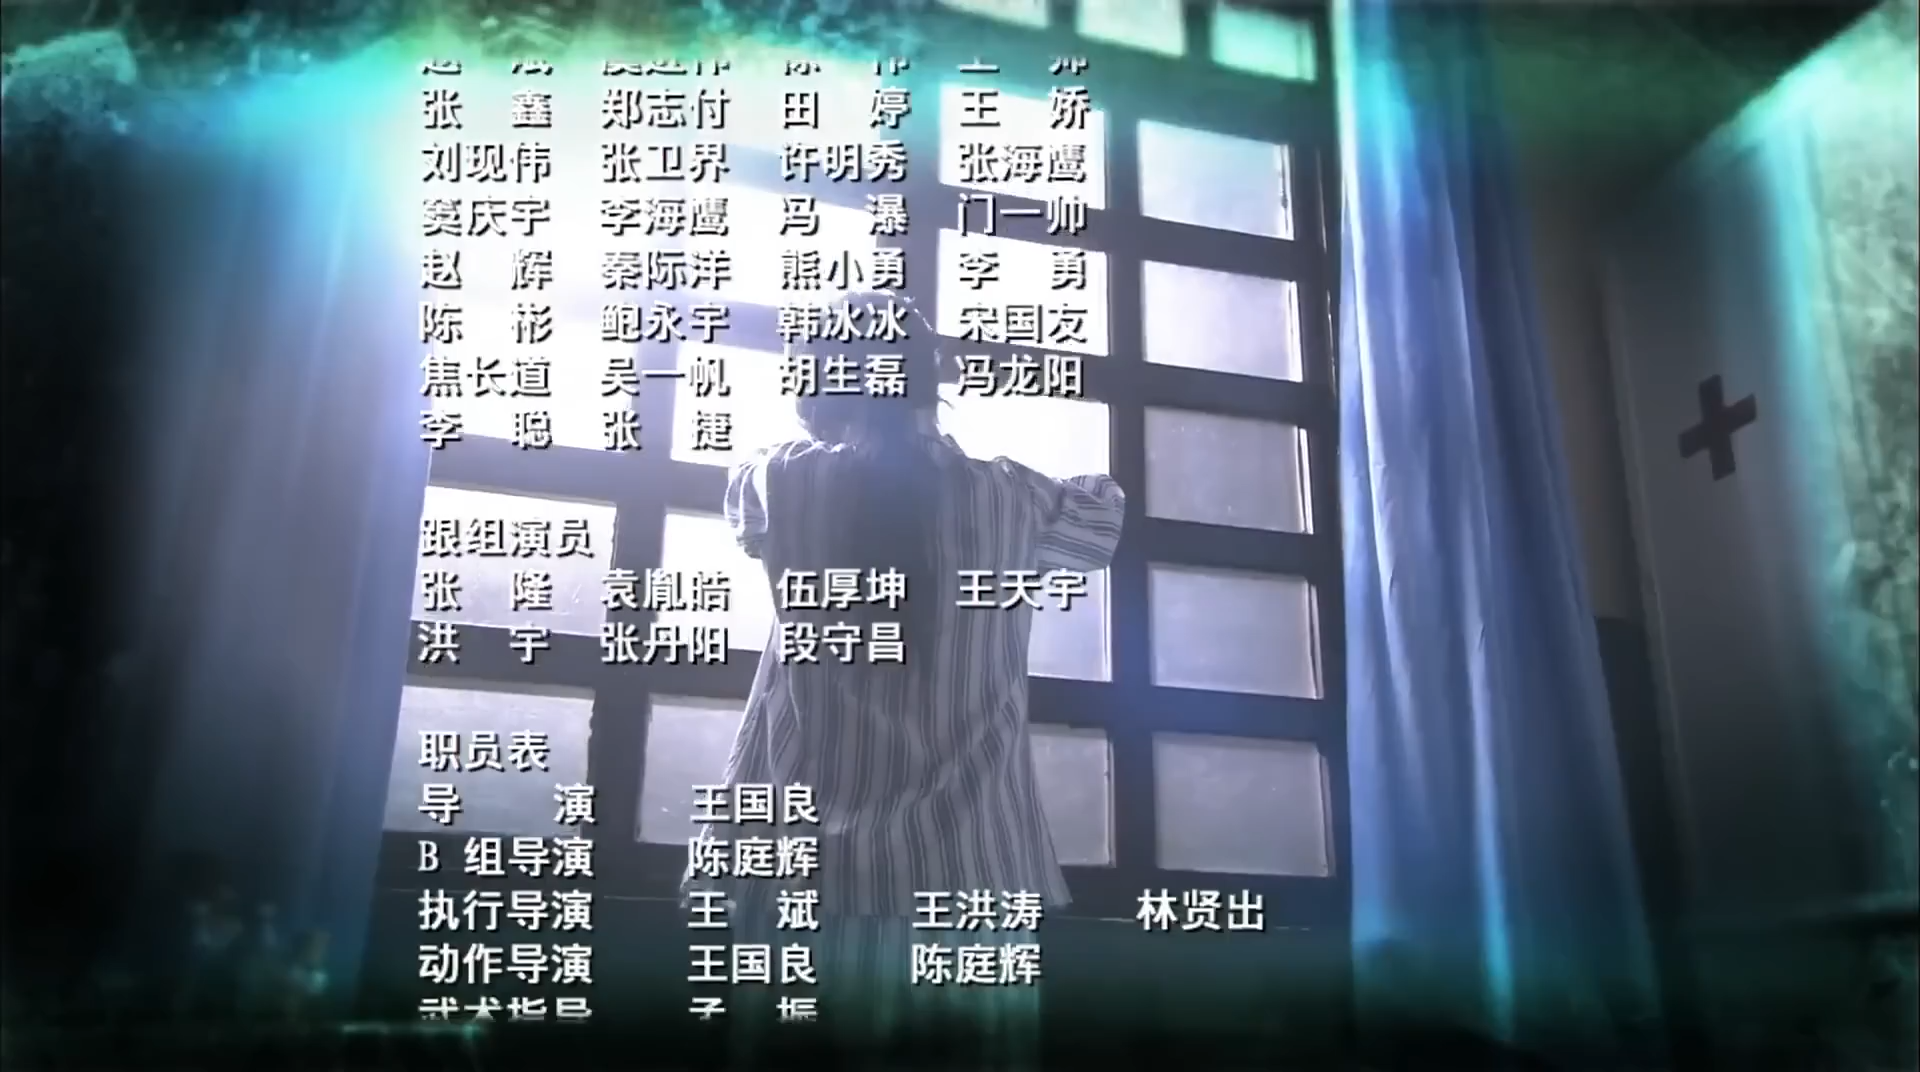 张　鑫　郑志付　田　婷　王　娇
刘现伟　张卫界　许明秀　张海鹰
窦庆宇　李海鹰　冯　瀑　门一帅
赵　辉　秦际洋　熊小勇　李　勇
陈　彬　鲍永宇　韩冰冰　宋国友
焦长道　吴一帆　胡生磊　冯龙阳
李　聪　张　捷
跟组演员
张　隆　袁胤皓　伍厚坤　王天宇
洪　宇　张丹阳　段守昌
职员表
导　　演　　王国良
B 组导演　　陈庭辉
执行导演　　王　斌　　王洪涛　　林贤出
动作导演　　王国良　　陈庭辉
武术指导　　孟　振